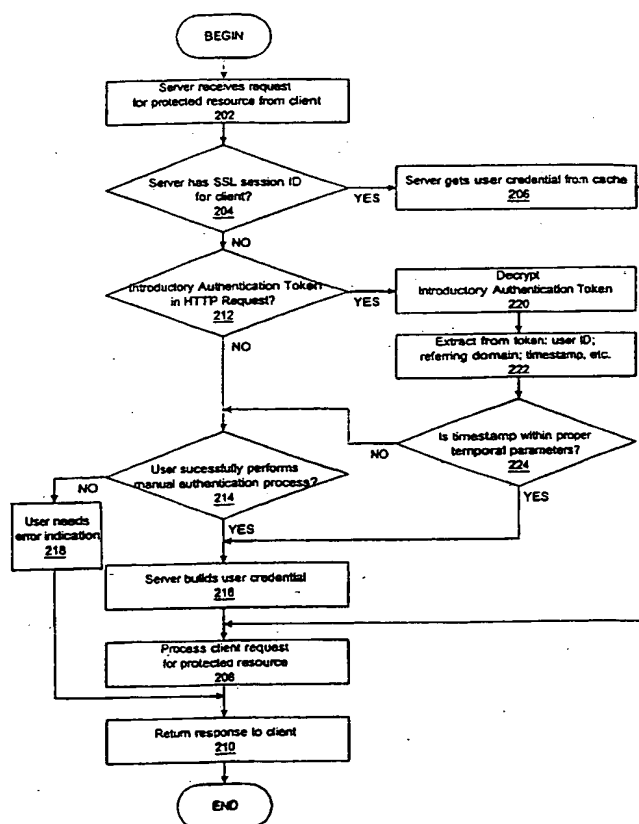 BEGIN
Server receives request
for protected resource from client
202
Server has SSL session ID
for client?
204
YES
Server gets user credential from cache
206
NO
Introductory Authentication Token
in HTTP Request?
212
YES
Decrypt
Introductory Authentication Token
220
NO
Extract from token: user ID;
referring domain; timestamp, etc.
222
Is timestamp within proper
temporal parameters?
224
NO
YES
User sucessfully performs
manual authentication process?
214
NO
YES
User needs
error indication
218
Server builds user credential
216
Process client request
for protected resource
208
Return response to client
210
END